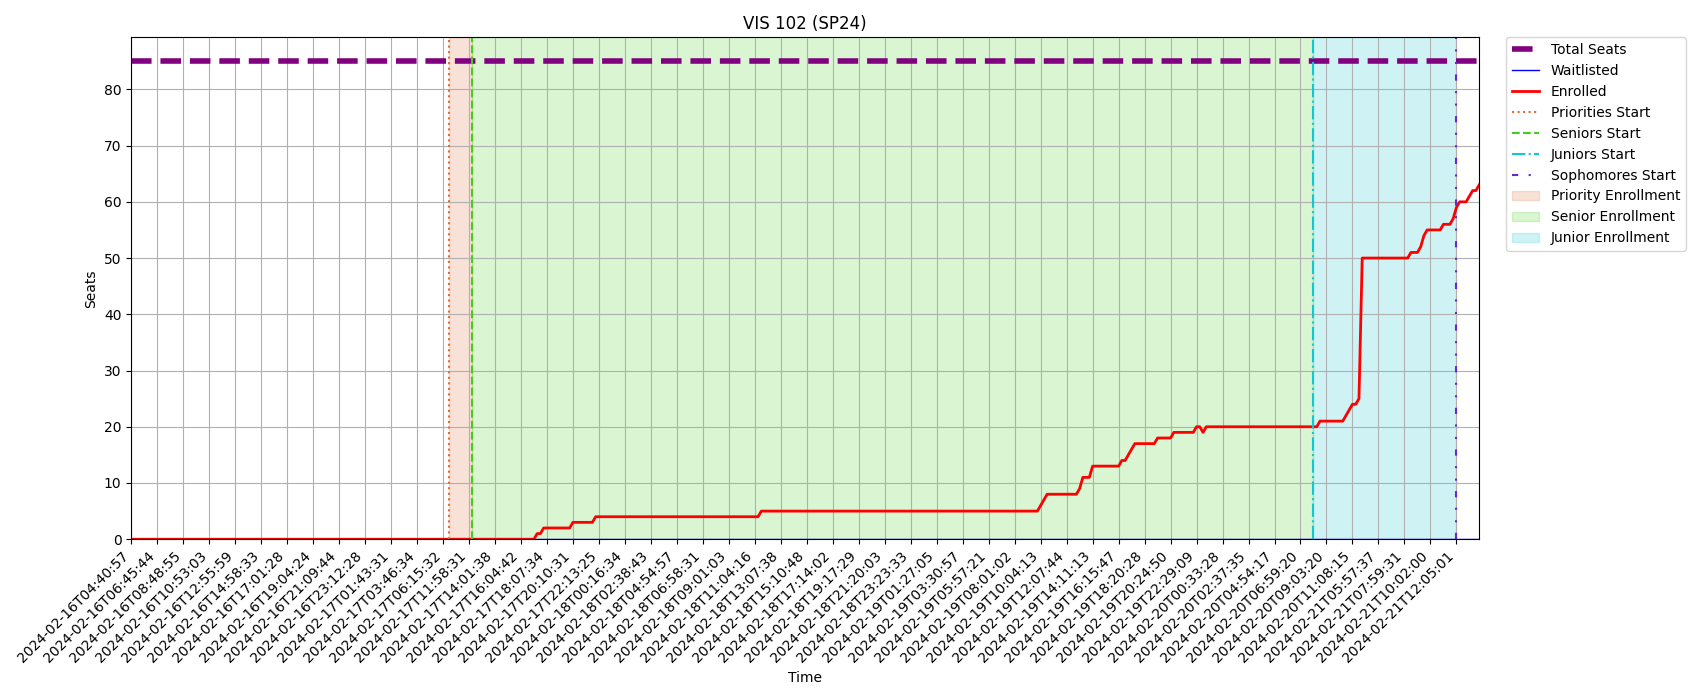 VIS 102 (SP24)
Total Seats
Waitlisted
Enrolled
Priorities Start
Seniors Start
Juniors Start
Sophomores Start
Priority Enrollment
Senior Enrollment
Junior Enrollment
Seats
80
70
60
50
40
30
20
10
0
2024-02-16T04:40:57
2024-02-16T06:45:44
2024-02-16T08:48:55
2024-02-16T10:53:03
2024-02-16T12:55:59
2024-02-16T14:58:33
2024-02-16T17:01:28
2024-02-16T19:04:24
2024-02-16T21:09:44
2024-02-16T23:12:28
2024-02-17T01:43:31
2024-02-17T03:46:34
2024-02-17T06:15:32
2024-02-17T11:58:31
2024-02-17T14:01:38
2024-02-17T16:04:42
2024-02-17T18:07:34
2024-02-17T20:10:31
2024-02-17T22:13:25
2024-02-18T00:16:34
2024-02-18T02:38:43
2024-02-18T04:54:57
2024-02-18T06:58:31
2024-02-18T09:01:03
2024-02-18T11:04:16
2024-02-18T13:07:38
2024-02-18T15:10:48
2024-02-18T17:14:02
2024-02-18T19:17:29
2024-02-18T21:20:03
2024-02-18T23:23:33
2024-02-19T01:27:05
2024-02-19T03:30:57
2024-02-19T05:57:21
2024-02-19T08:01:02
2024-02-19T10:04:13
2024-02-19T12:07:44
2024-02-19T14:11:13
2024-02-19T16:15:47
2024-02-19T18:20:28
2024-02-19T20:24:50
2024-02-19T22:29:09
2024-02-20T00:33:28
2024-02-20T02:37:35
2024-02-20T04:54:17
2024-02-20T06:59:20
2024-02-20T09:03:20
2024-02-20T11:08:15
2024-02-21T05:57:37
2024-02-21T07:59:31
2024-02-21T10:02:00
2024-02-21T12:05:01
Time